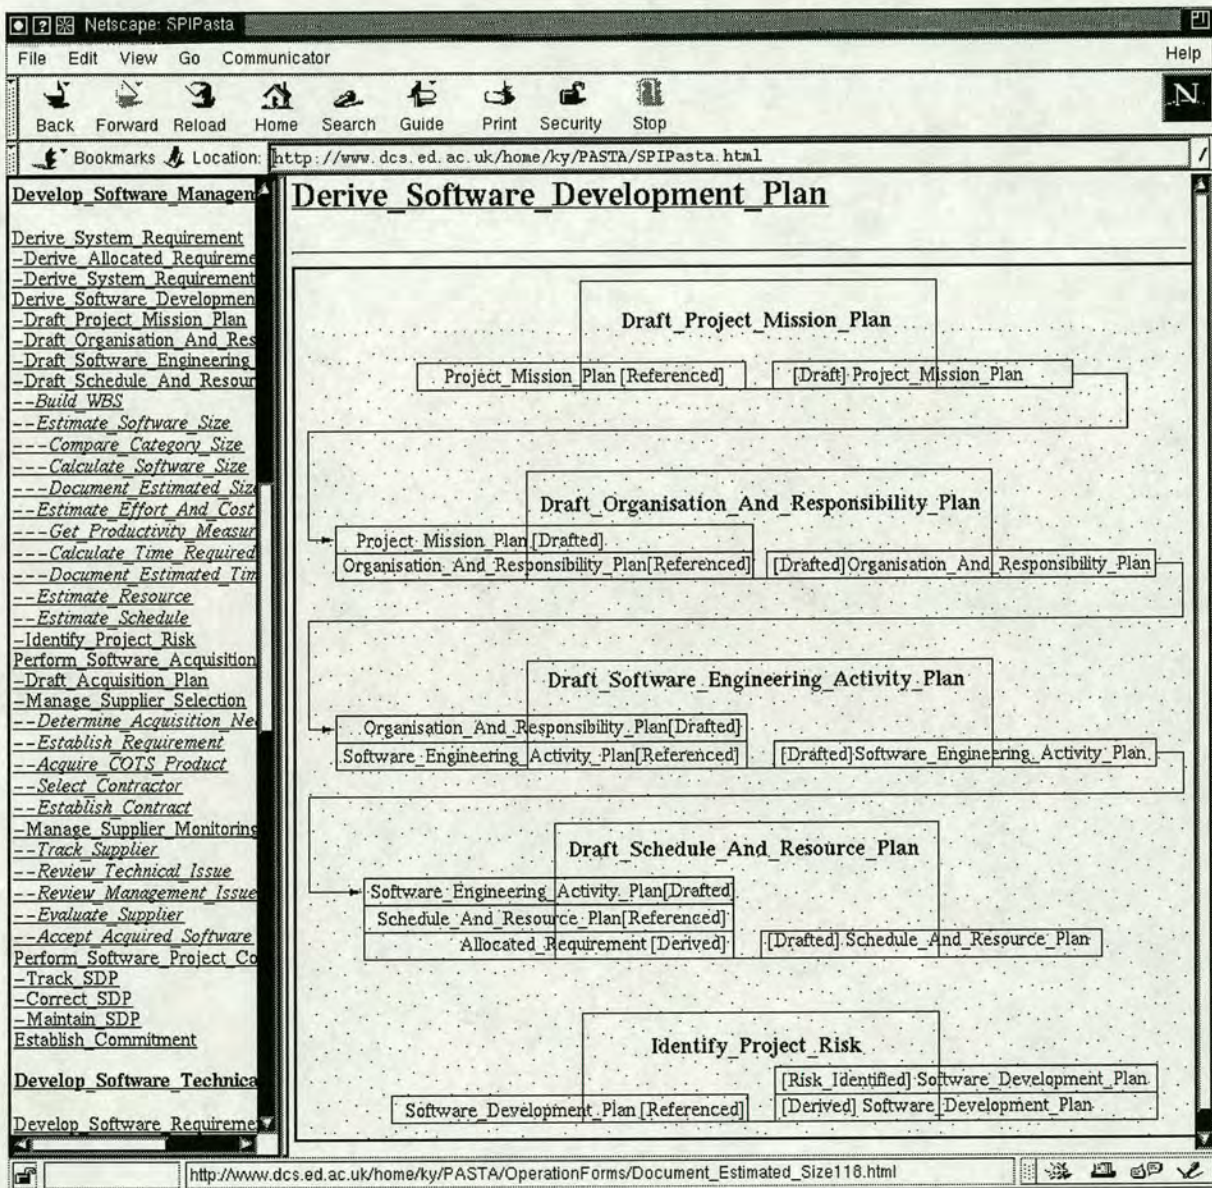 Netscape: SPIPasta
File Edit View Go Communicator Help
Back Forward Reload Home Search Guide Print Security Stop
N
Bookmarks Location: http://www.dcs.ed.ac.uk/home/ky/PASTA/SPIPasta.html
Develop_Software_Managem
Derive_System_Requirement
-Derive_Allocated_Requireme
-Derive_System_Requirement
Derive_Software_Developmen
-Draft_Project_Mission_Plan
-Draft_Organisation_And_Res
-Draft_Software_Engineering_
-Draft_Schedule_And_Resour
--Build_WBS
--Estimate_Software_Size
---Compare_Category_Size
---Calculate_Software_Size
---Document_Estimated_Size
--Estimate_Effort_And_Cost
---Get_Productivity_Measur
---Calculate_Time_Required
---Document_Estimated_Tim
--Estimate_Resource
--Estimate_Schedule
-Identify_Project_Risk
Perform_Software_Acquisition
-Draft_Acquisition_Plan
-Manage_Supplier_Selection
--Determine_Acquisition_Ne
--Establish_Requirement
--Acquire_COTS_Product
--Select_Contractor
--Establish_Contract
-Manage_Supplier_Monitoring
--Track_Supplier
--Review_Technical_Issue
--Review_Management_Issue
--Evaluate_Supplier
--Accept_Acquired_Software
Perform_Software_Project_Co
-Track_SDP
-Correct_SDP
-Maintain_SDP
Establish_Commitment
Develop_Software_Technica
Develop_Software_Requireme
Derive_Software_Development_Plan
Draft_Project_Mission_Plan
Project_Mission_Plan [Referenced]
[Draft] Project_Mission_Plan
Draft_Organisation_And_Responsibility_Plan
Project_Mission_Plan [Drafted]
Organisation_And_Responsibility_Plan[Referenced]
[Drafted]Organisation_And_Responsibility_Plan
Draft_Software_Engineering_Activity_Plan
Organisation_And_Responsibility_Plan[Drafted]
Software_Engineering_Activity_Plan[Referenced]
[Drafted]Software_Engineering_Activity_Plan
Draft_Schedule_And_Resource_Plan
Software_Engineering_Activity_Plan[Drafted]
Schedule_And_Resource_Plan[Referenced]
Allocated_Requirement [Derived]
[Drafted] Schedule_And_Resource_Plan
Identify_Project_Risk
Software_Development_Plan [Referenced]
[Risk_Identified] Software_Development_Plan
[Derived] Software_Development_Plan
http://www.dcs.ed.ac.uk/home/ky/PASTA/OperationForms/Document_Estimated_Size118.html